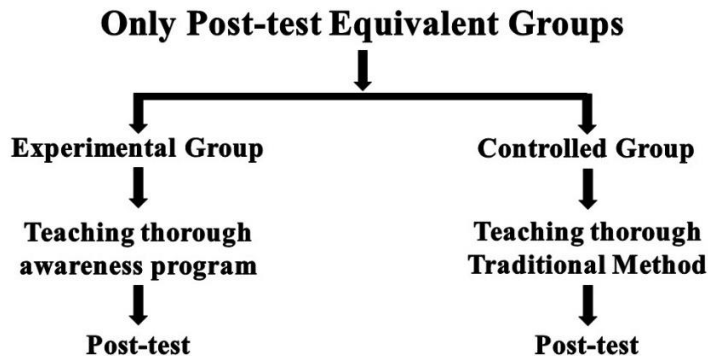 Only Post-test Equivalent Groups
Experimental Group
Controlled Group
Teaching thorough
awareness program
Teaching thorough
Traditional Method
Post-test
Post-test